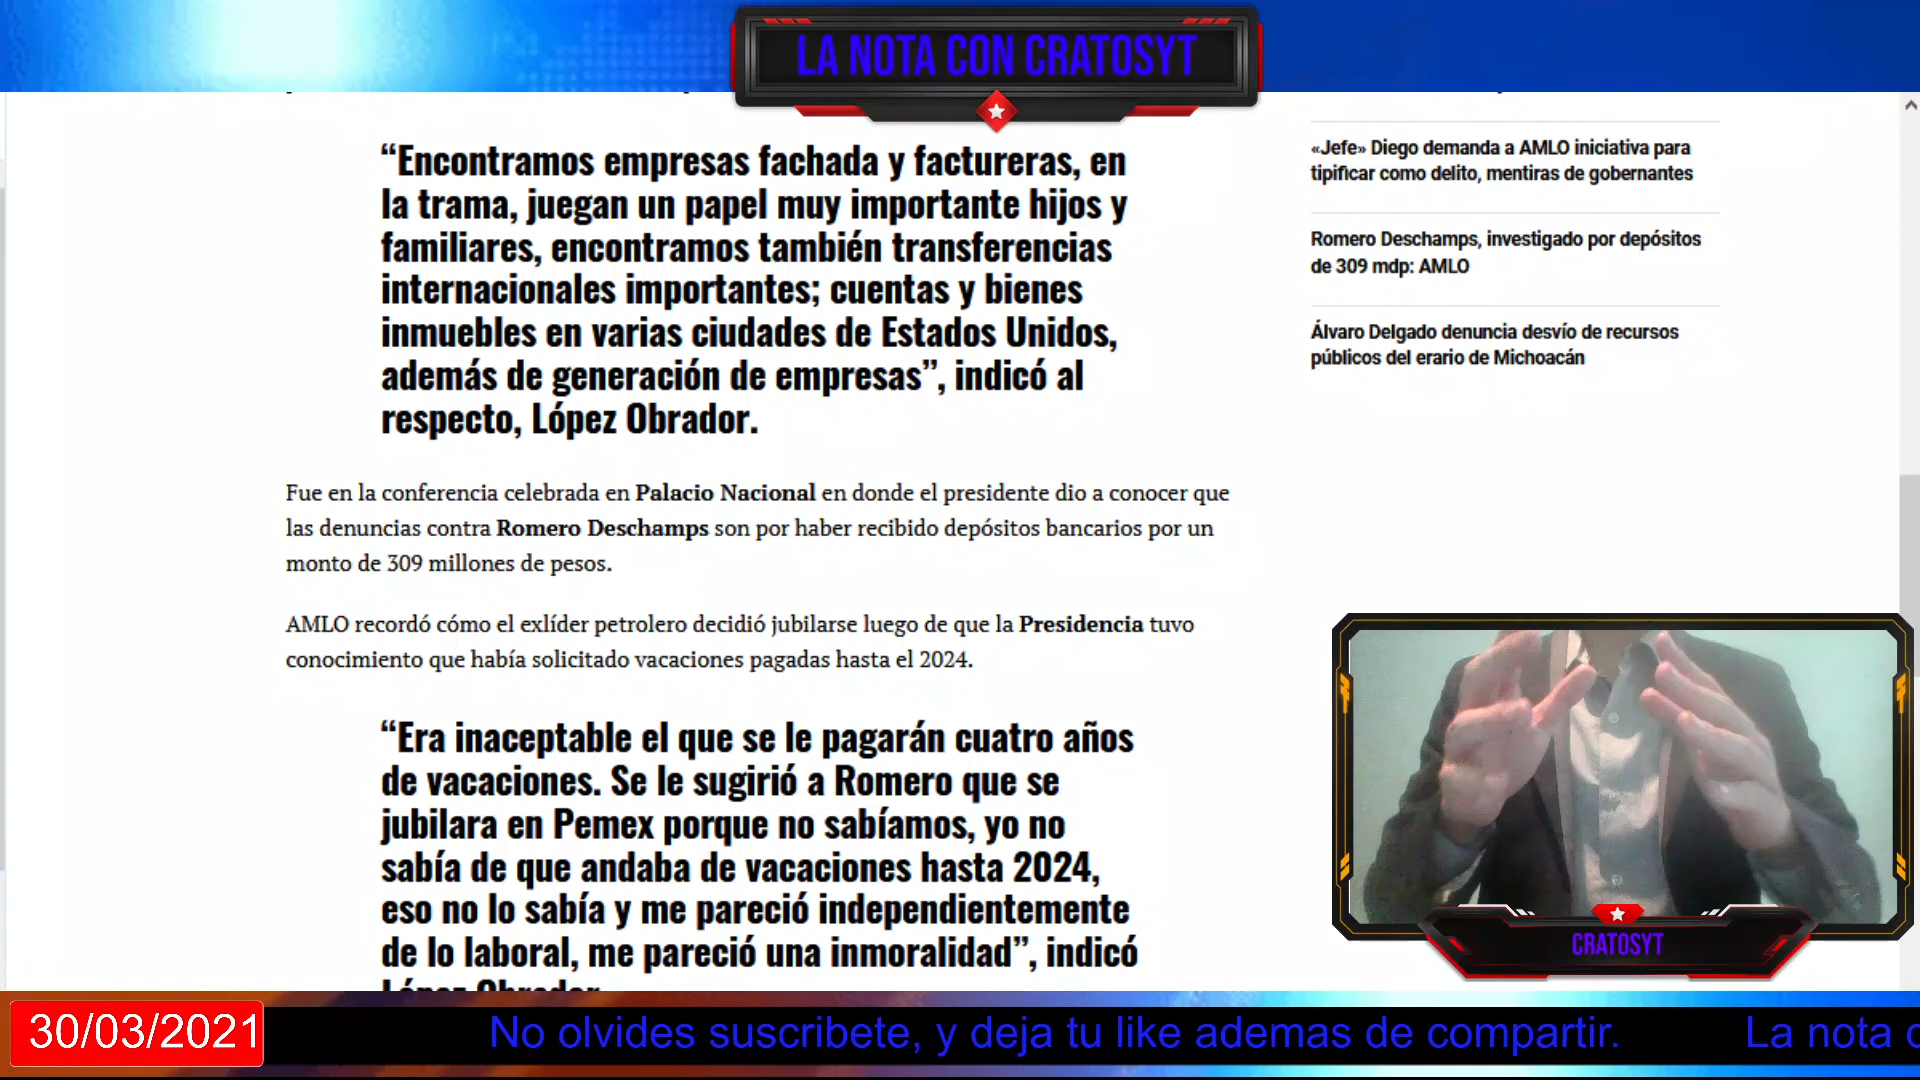 LA NOTA CON CRATOSYT
“Encontramos empresas fachada y factureras, en
la trama, juegan un papel muy importante hijos y
familiares, encontramos también transferencias
internacionales importantes; cuentas y bienes
inmuebles en varias ciudades de Estados Unidos,
además de generación de empresas”, indicó al
respecto, López Obrador.
Fue en la conferencia celebrada en Palacio Nacional en donde el presidente dio a conocer que
las denuncias contra Romero Deschamps son por haber recibido depósitos bancarios por un
monto de 309 millones de pesos.
AMLO recordó cómo el exlíder petrolero decidió jubilarse luego de que la Presidencia tuvo
conocimiento que había solicitado vacaciones pagadas hasta el 2024.
“Era inaceptable el que se le pagarán cuatro años
de vacaciones. Se le sugirió a Romero que se
jubilara en Pemex porque no sabíamos, yo no
sabía de que andaba de vacaciones hasta 2024,
eso no lo sabía y me pareció independientemente
de lo laboral, me pareció una inmoralidad”, indicó
López Obrador.
«Jefe» Diego demanda a AMLO iniciativa para
tipificar como delito, mentiras de gobernantes
Romero Deschamps, investigado por depósitos
de 309 mdp: AMLO
Álvaro Delgado denuncia desvío de recursos
públicos del erario de Michoacán
CRATOSYT
30/03/2021
No olvides suscribete, y deja tu like ademas de compartir.
La nota